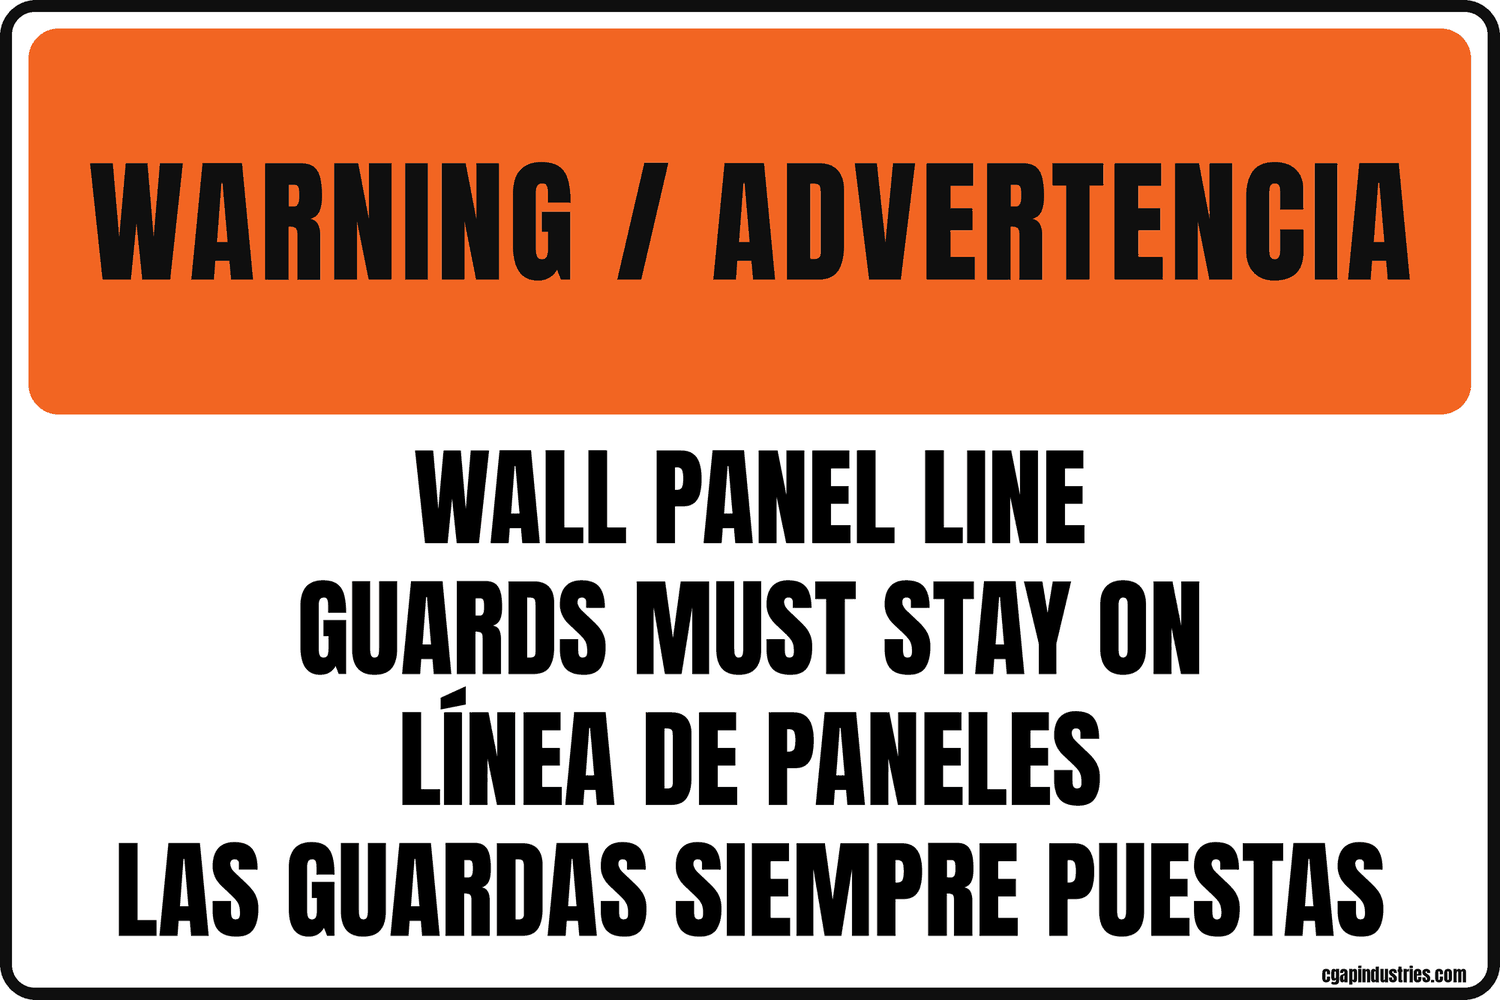 WARNING / ADVERTENCIA
WALL PANEL LINE
GUARDS MUST STAY ON
LÍNEA DE PANELES
LAS GUARDAS SIEMPRE PUESTAS
cgapindustries.com